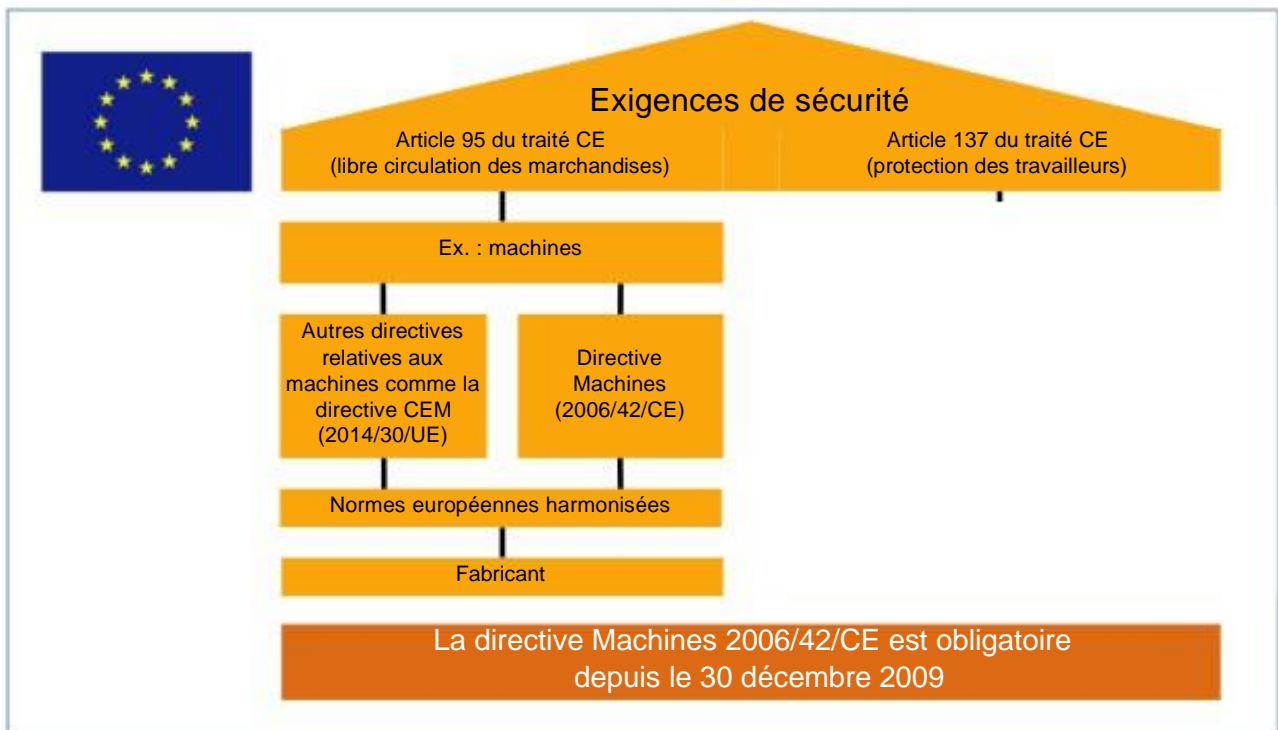 Exigences de sécurité
Article 95 du traité CE
(libre circulation des marchandises)
Article 137 du traité CE
(protection des travailleurs)
Ex. : machines
Autres directives
relatives aux
machines comme la
directive CEM
(2014/30/UE)
Directive
Machines
(2006/42/CE)
Normes européennes harmonisées
Fabricant
La directive Machines 2006/42/CE est obligatoire
depuis le 30 décembre 2009